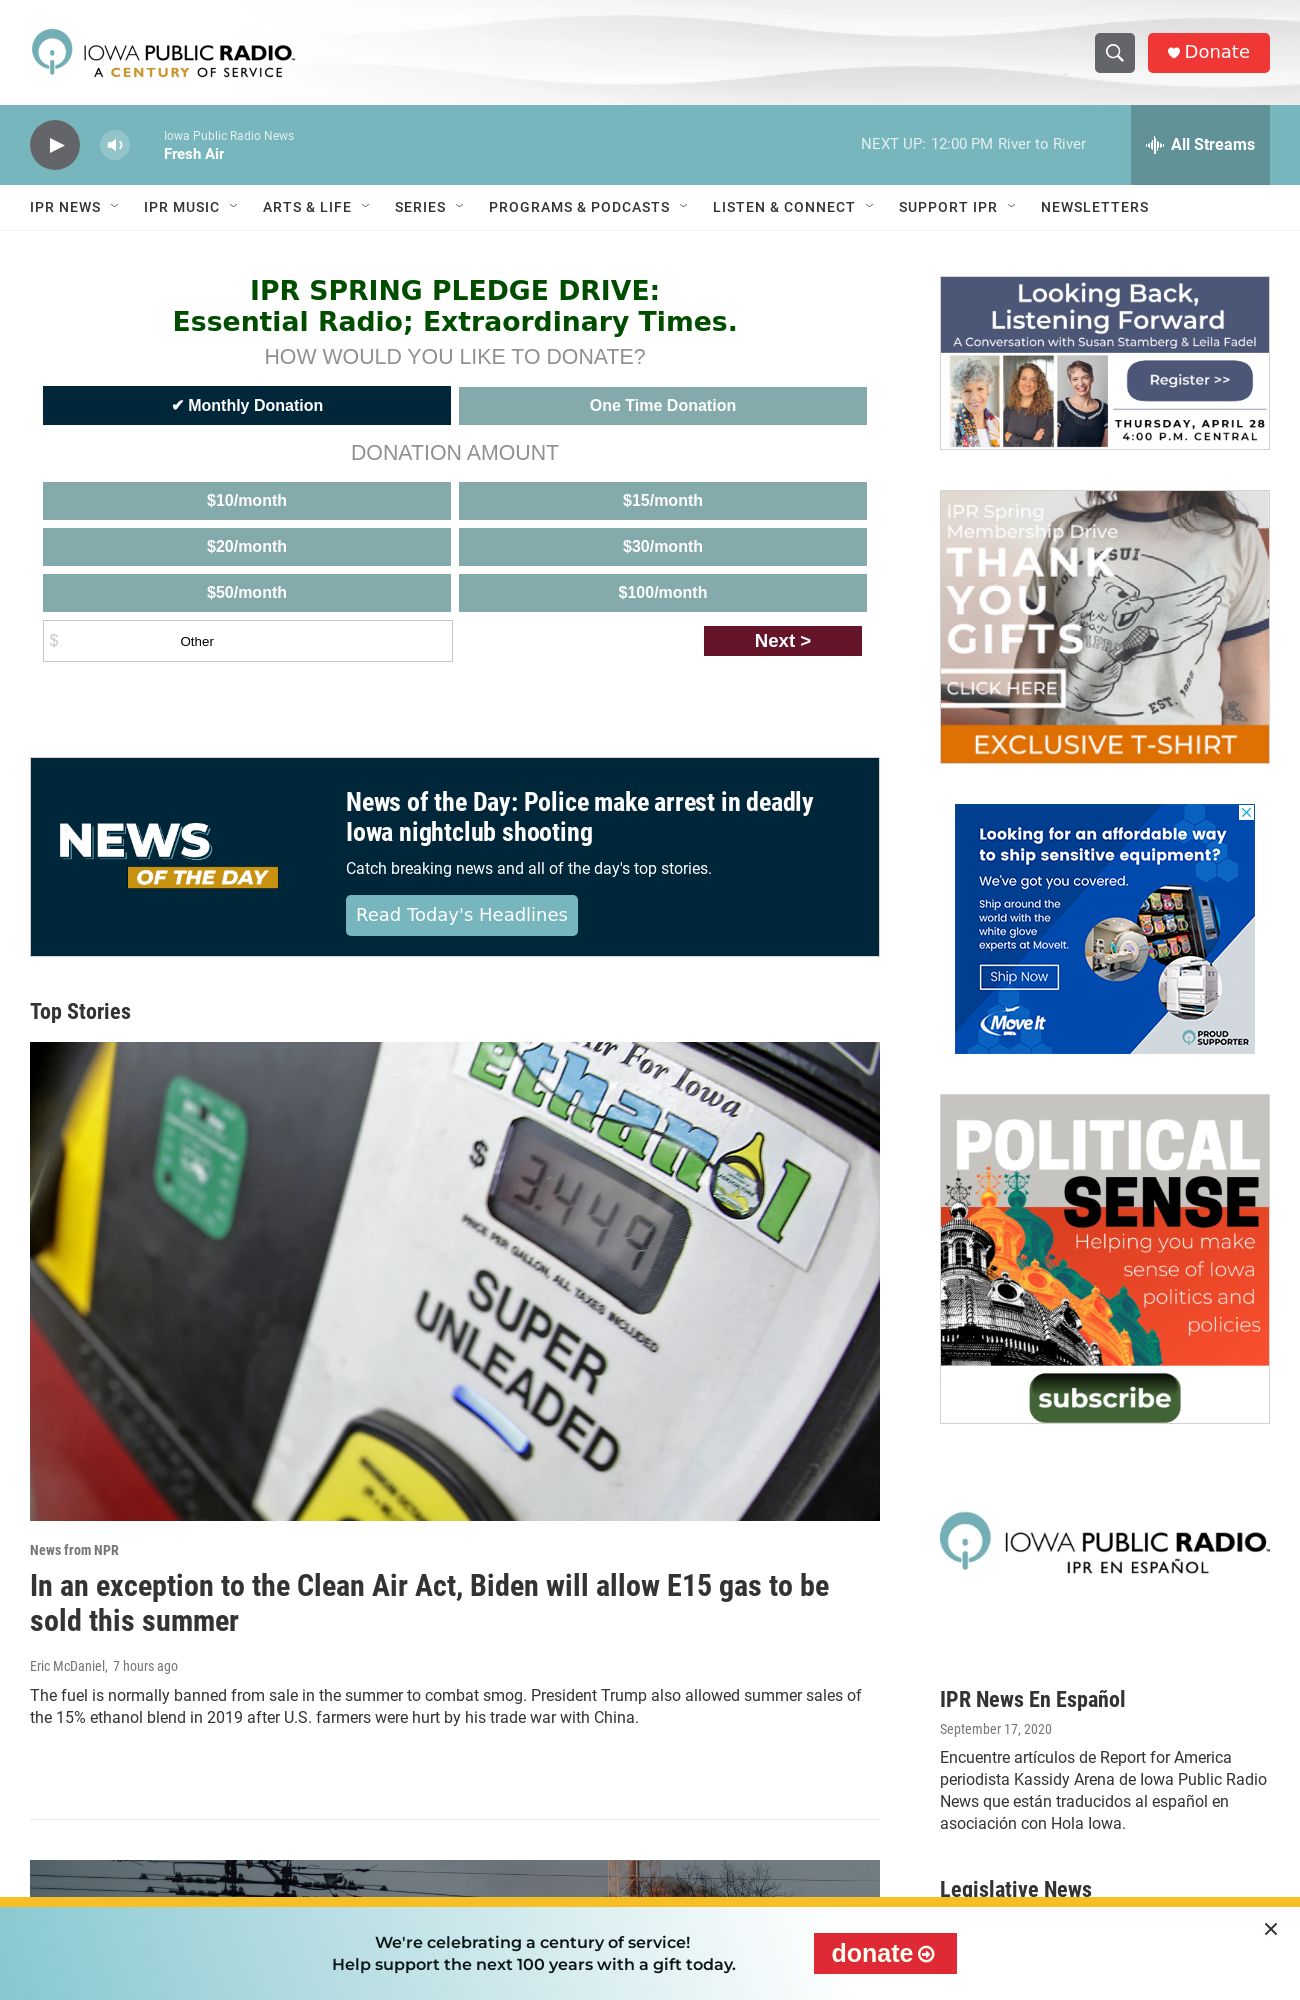 IOWA PUBLIC RADIO
A CENTURY OF SERVICE
Donate
Iowa Public Radio News
Fresh Air
NEXT UP: 12:00 PM River to River
All Streams
IPR NEWS
IPR MUSIC
ARTS & LIFE
SERIES
PROGRAMS & PODCASTS
LISTEN & CONNECT
SUPPORT IPR
NEWSLETTERS
IPR SPRING PLEDGE DRIVE:
Essential Radio; Extraordinary Times.
HOW WOULD YOU LIKE TO DONATE?
✔ Monthly Donation
One Time Donation
DONATION AMOUNT
$10/month
$15/month
$20/month
$30/month
$50/month
$100/month
$ Other
Next >
NEWS
OF THE DAY
News of the Day: Police make arrest in deadly
Iowa nightclub shooting
Catch breaking news and all of the day's top stories.
Read Today's Headlines
Top Stories
For Iowa
ethanol
$ 3.449
PRICE PER GALLON, ALL TAXES INCLUDED
SUPER
UNLEADED
News from NPR
In an exception to the Clean Air Act, Biden will allow E15 gas to be
sold this summer
Eric McDaniel, 7 hours ago
The fuel is normally banned from sale in the summer to combat smog. President Trump also allowed summer sales of
the 15% ethanol blend in 2019 after U.S. farmers were hurt by his trade war with China.
Looking Back,
Listening Forward
A Conversation with Susan Stamberg & Leila Fadel
Register >>
THURSDAY, APRIL 28
4:00 P.M. CENTRAL
IPR Spring
Membership Drive
THANK
YOU
GIFTS
CLICK HERE
EST.
EXCLUSIVE T-SHIRT
Looking for an affordable way
to ship sensitive equipment?
We've got you covered.
Ship around the
world with the
white glove
experts at MoveIt.
Ship Now
Move It
PROUD
SUPPORTER
POLITICAL
SENSE
Helping you make
sense of Iowa
politics and
policies
subscribe
IOWA PUBLIC RADIO
IPR EN ESPAÑOL
IPR News En Español
September 17, 2020
Encuentre artículos de Report for America
periodista Kassidy Arena de Iowa Public Radio
News que están traducidos al español en
asociación con Hola Iowa.
Legislative News
We're celebrating a century of service!
Help support the next 100 years with a gift today.
donate